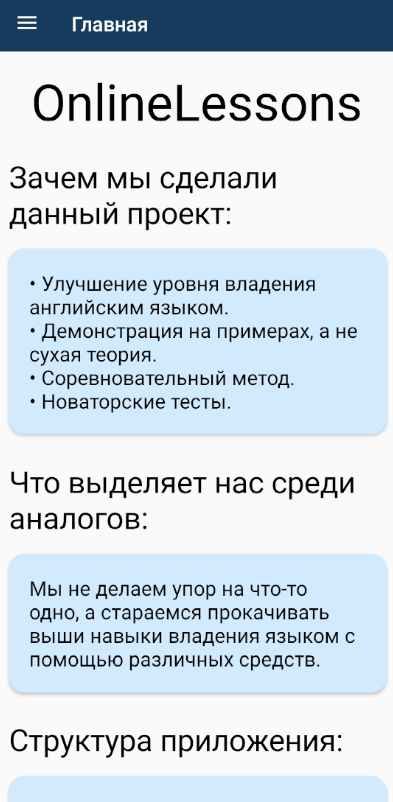 Главная
OnlineLessons
Зачем мы сделали
данный проект:
• Улучшение уровня владения
английским языком.
• Демонстрация на примерах, а не
сухая теория.
• Соревновательный метод.
• Новаторские тесты.
Что выделяет нас среди
аналогов:
Мы не делаем упор на что-то
одно, а стараемся прокачивать
выши навыки владения языком с
помощью различных средств.
Структура приложения: